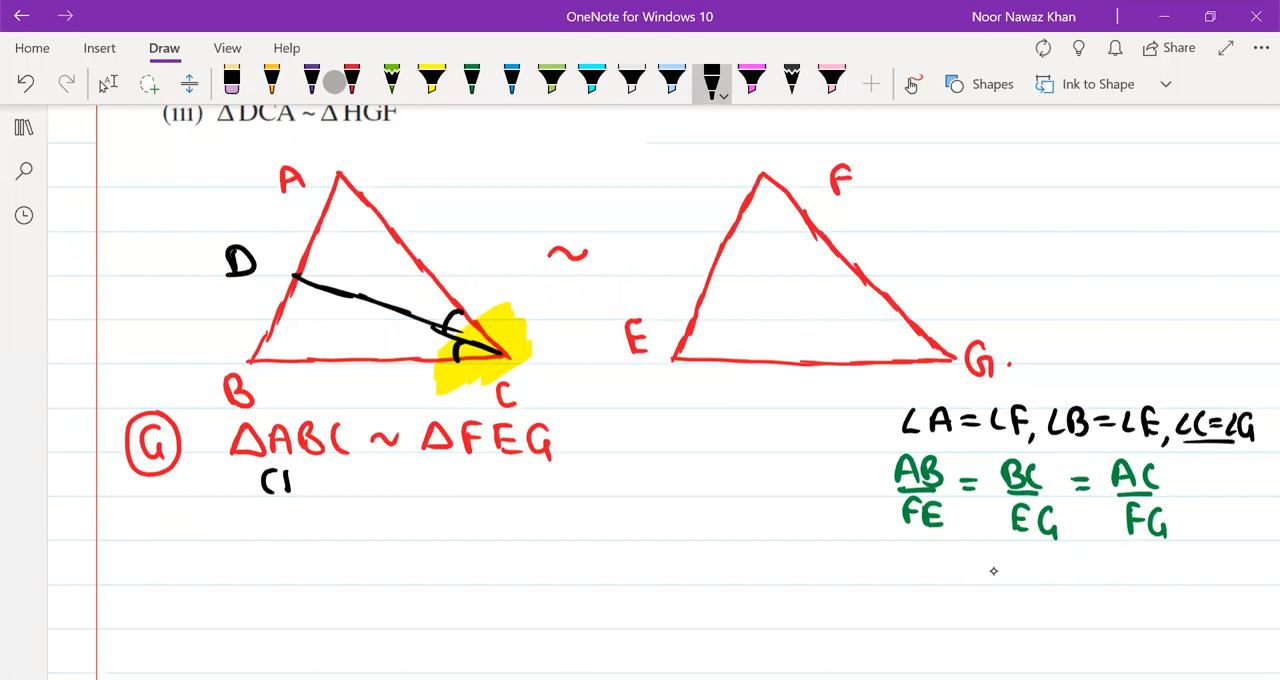 OneNote for Windows 10
Noor Nawaz Khan
Home Insert Draw View Help
Share
Shapes
Ink to Shape
(iii) ΔDCA ~ ΔHGF
A
F
D
~
E
G.
B
C
∠A = ∠F, ∠B = ∠E, ∠C = ∠G
G ΔABC ~ ΔFEG
AB/FE = BC/EG = AC/FG